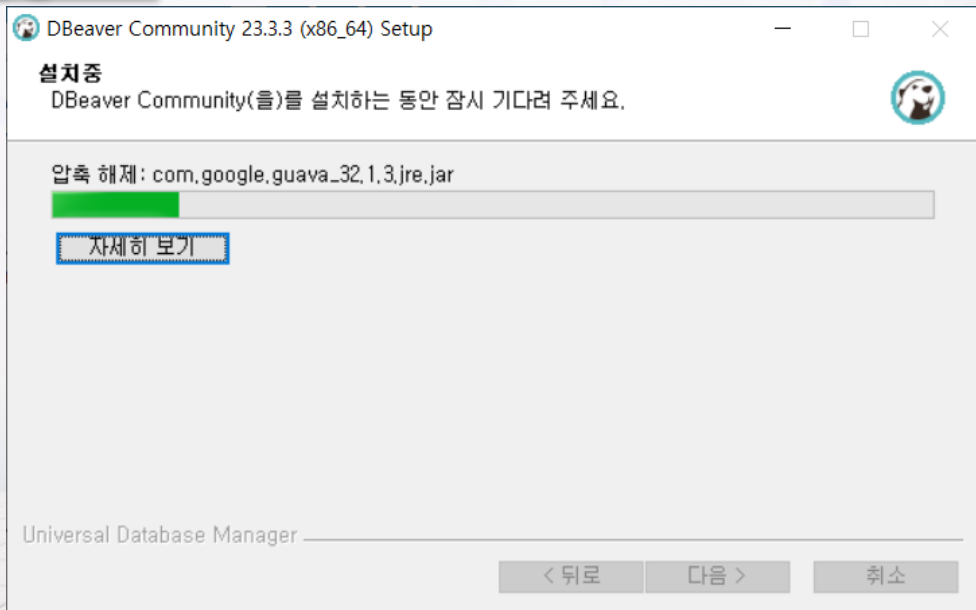 DBeaver Community 23.3.3 (x86_64) Setup
설치중
DBeaver Community(을)를 설치하는 동안 잠시 기다려 주세요.
압축 해제: com.google.guava_32.1.3.jre.jar
자세히 보기
Universal Database Manager
< 뒤로
다음 >
취소